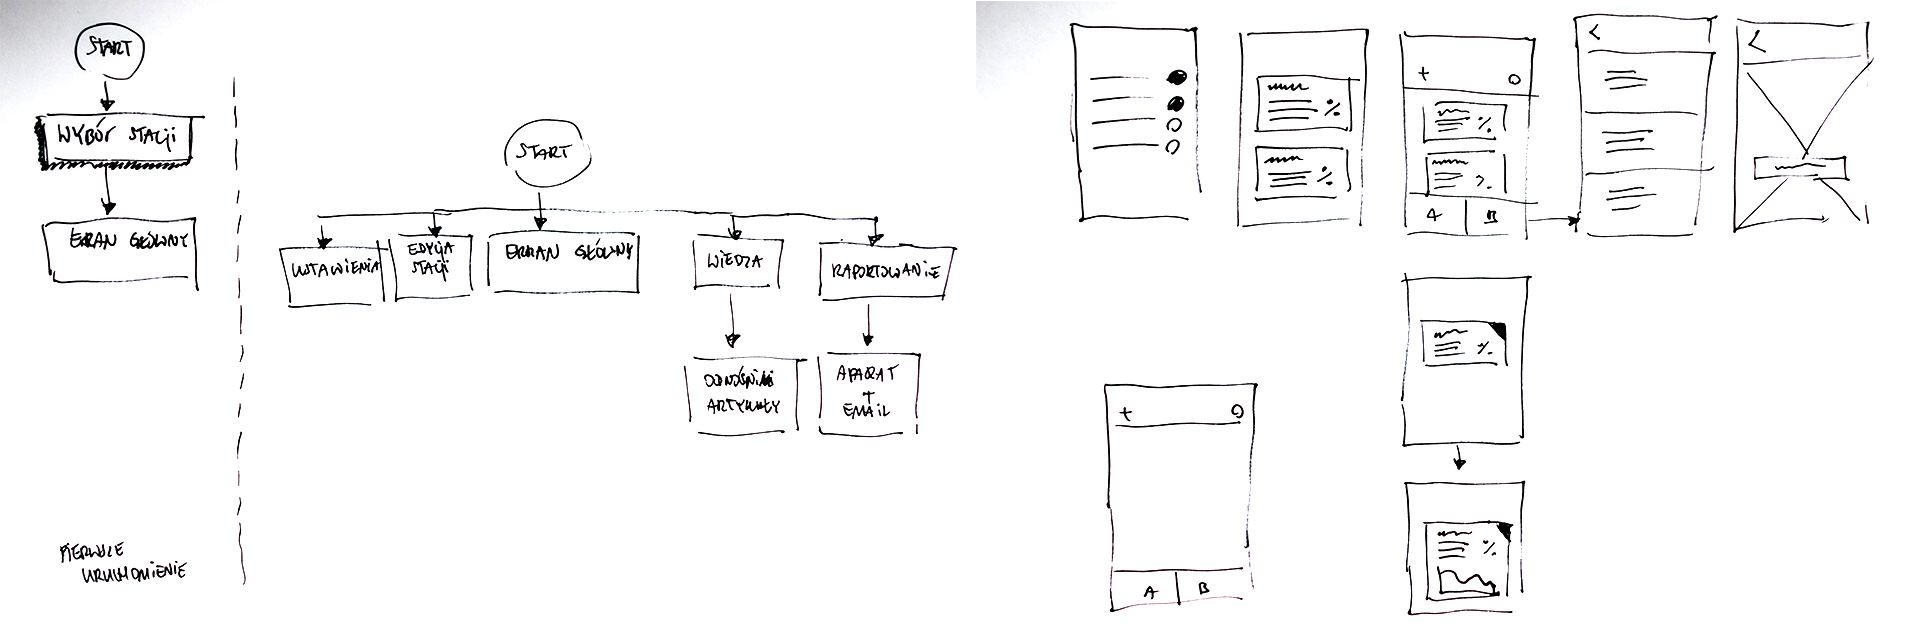 START
WYBÓR STACJI
EKRAN GŁÓWNY
PIERWSZE
URUCHOMIENIE
START
USTAWIENIA
EDYCJA
STACJI
EKRAN GŁÓWNY
WIEDZA
RAPORTOWANIE
ODNOŚNIKI
ARTYKUŁY
APARAT
+
EMAIL
%
%
+
%
%
A B
<
<
%
%
+
A B